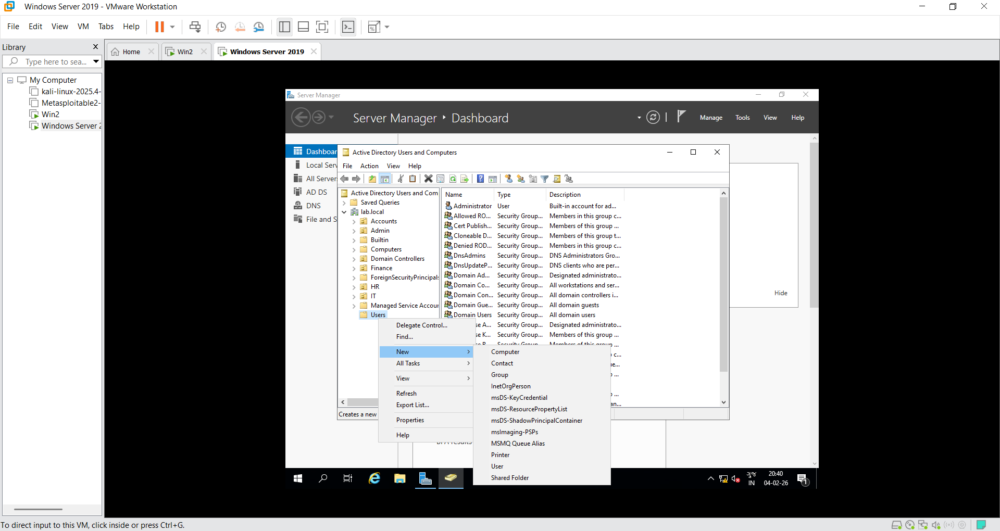 Windows Server 2019 - VMware Workstation
File Edit View VM Tabs Help
Library
Type here to sea...
My Computer
kali-linux-2025.4-
Metasploitable2-
Win2
Windows Server 2
Home
Win2
Windows Server 2019
Server Manager
Server Manager Dashboard
Manage Tools View Help
Dashboar
Local Serv
All Server
AD DS
DNS
File and S
Hide
Active Directory Users and Computers
File Action View Help
Active Directory Users and Com
Saved Queries
lab.local
Accounts
Admin
Builtin
Computers
Domain Controllers
Finance
ForeignSecurityPrincipals
HR
IT
Managed Service Accour
Users
Name Type Description
Administrator User Built-in account for ad...
Allowed RO... Security Group... Members in this group c...
Cert Publish... Security Group... Members of this group ...
Cloneable D... Security Group... Members of this group t...
Denied ROD... Security Group... Members in this group c...
DnsAdmins Security Group... DNS Administrators Gro...
DnsUpdateP... Security Group... DNS clients who are per...
Domain Ad... Security Group... Designated administrato...
Domain Co... Security Group... All workstations and ser...
Domain Con... Security Group... All domain controllers i...
Domain Gue... Security Group... All domain guests
Domain Users Security Group... All domain users
se A... Security Group... Designated administrato...
se K... Security Group... Members of this group ...
Security Group... Members of this group ...
c...
...
...
an...
Creates a new
Delegate Control...
Find...
New
All Tasks
View
Refresh
Export List...
Properties
Help
Computer
Contact
Group
InetOrgPerson
msDS-KeyCredential
msDS-ResourcePropertyList
msDS-ShadowPrincipalContainer
msImaging-PSPs
MSMQ Queue Alias
Printer
User
Shared Folder
BPA results
ગુજ
IN
20:40
04-02-26
1
To direct input to this VM, click inside or press Ctrl+G.